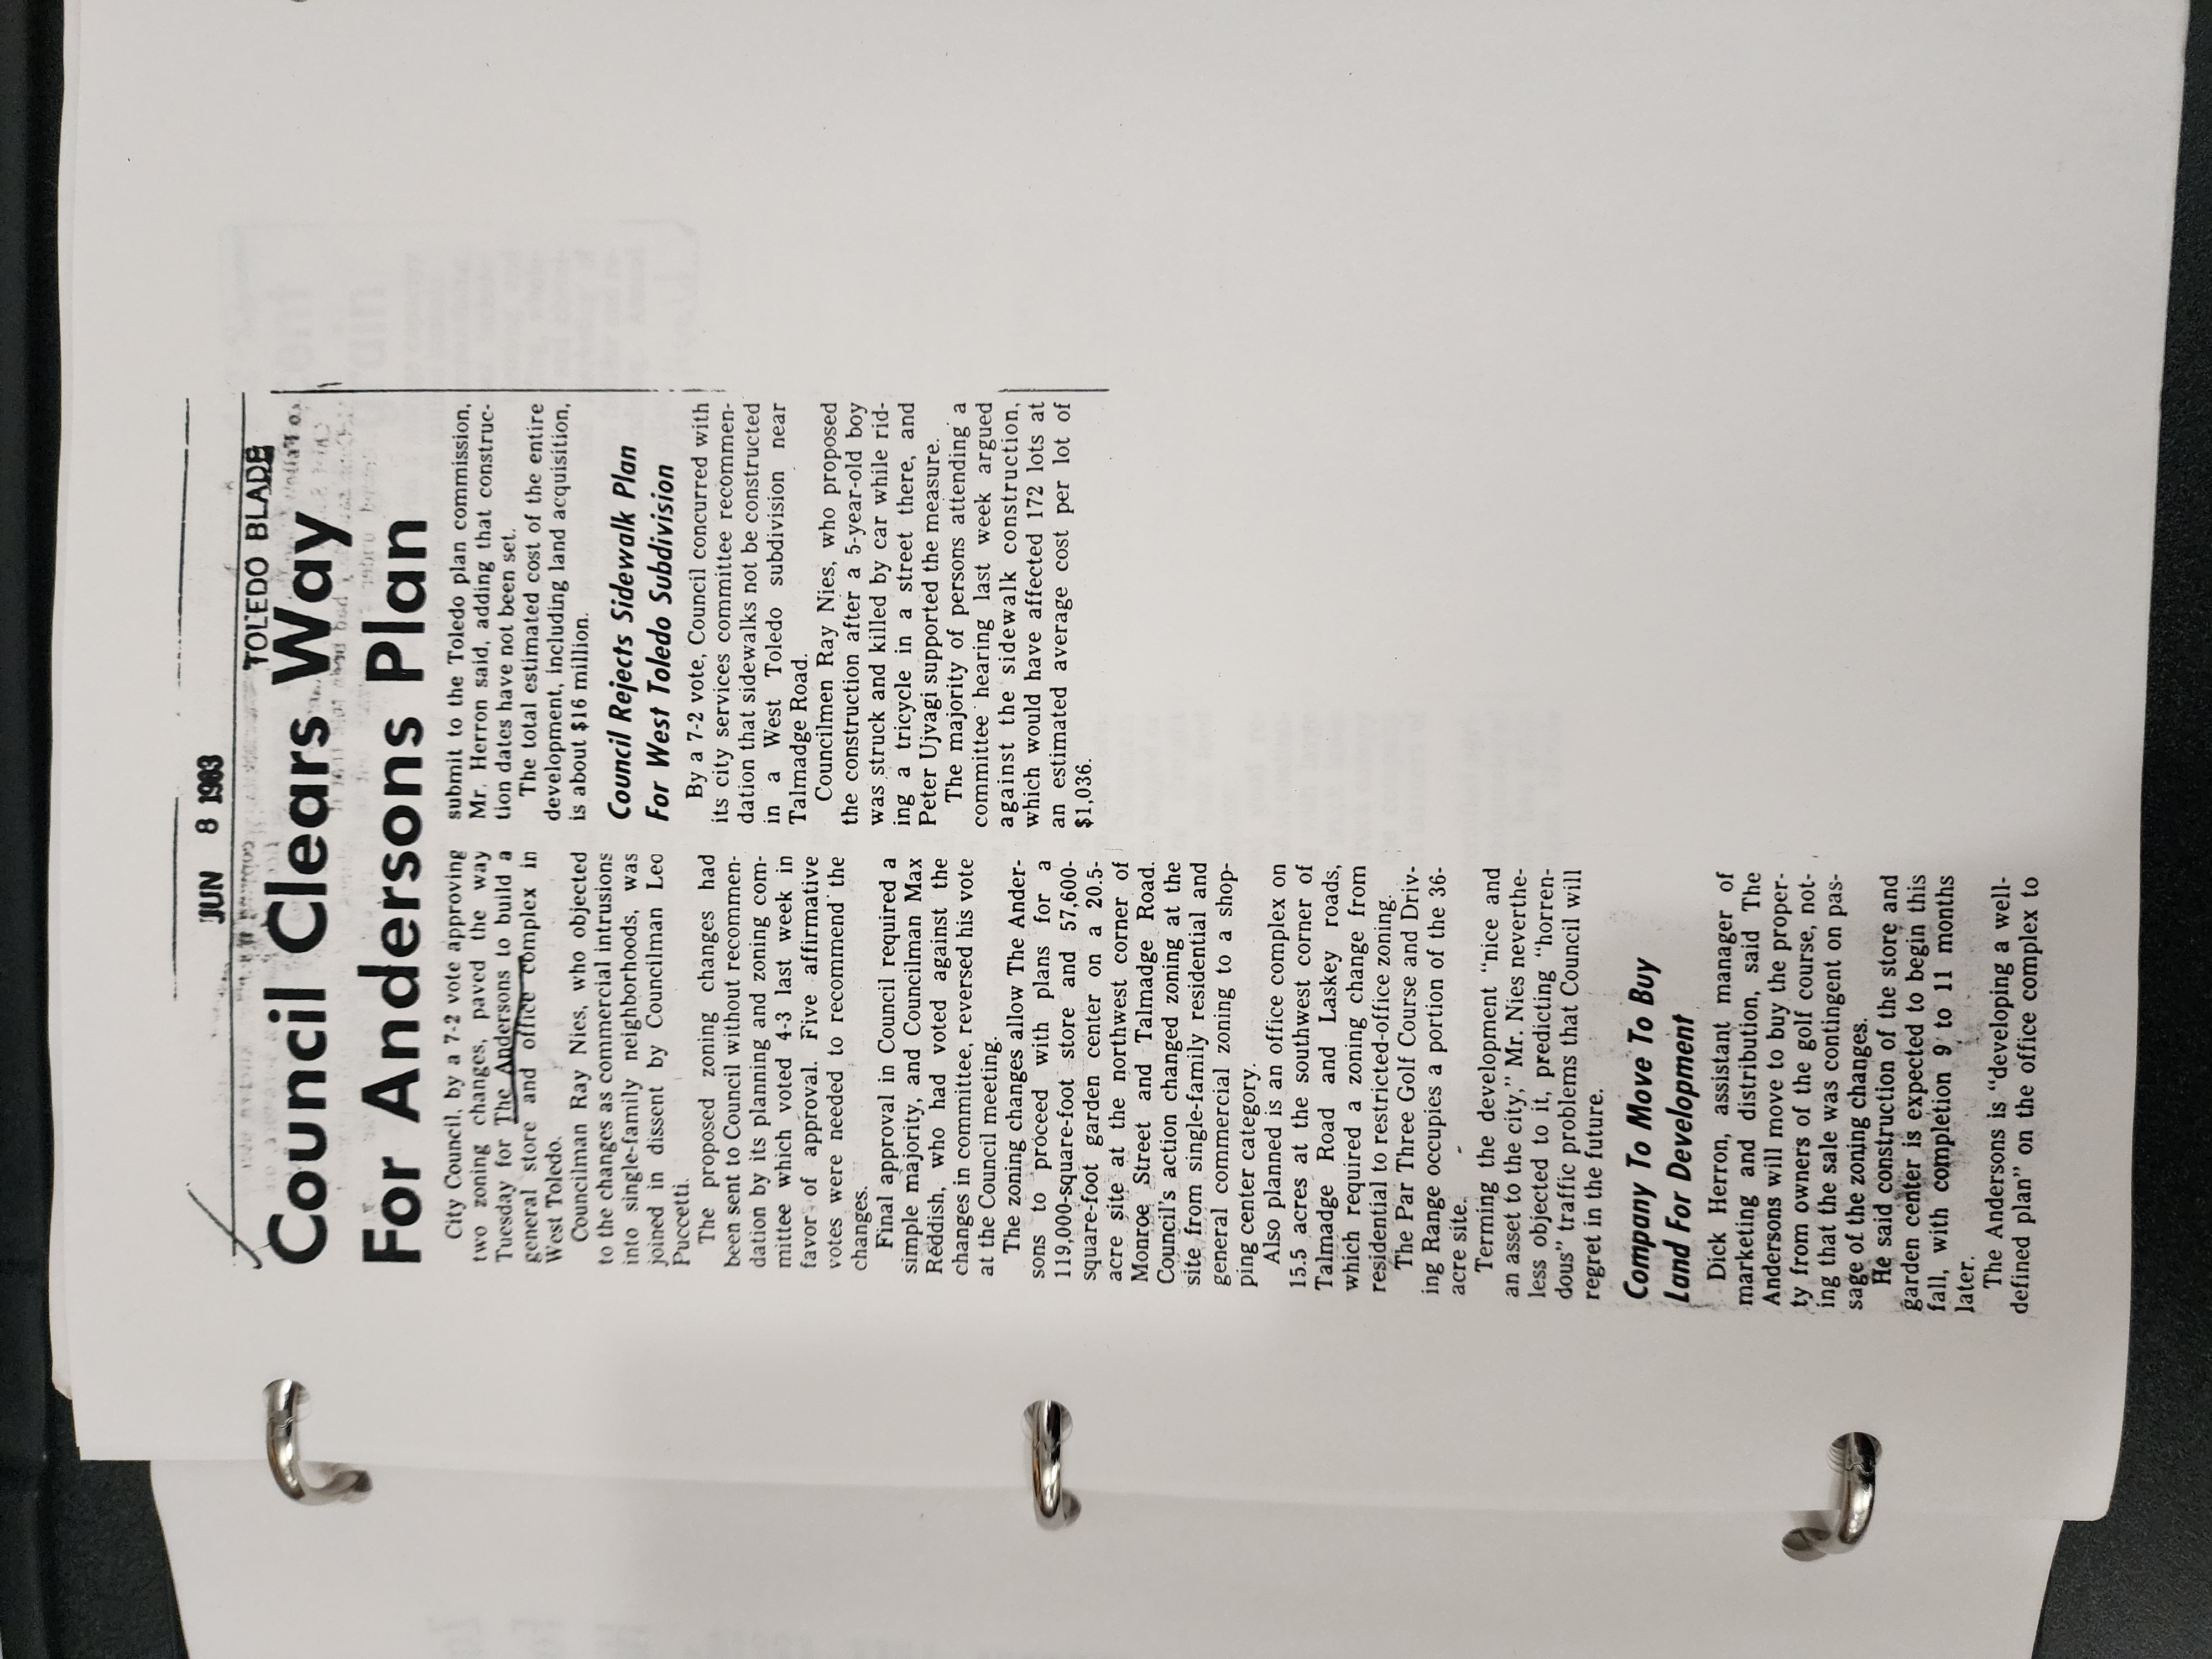 JUN 8 1983
TOLEDO BLADE
Council Clears Way
For Andersons Plan
City Council, by a 7-2 vote approving
two zoning changes, paved the way
Tuesday for The Andersons to build a
general store and office complex in
West Toledo.
Councilman Ray Nies, who objected
to the changes as commercial intrusions
into single-family neighborhoods, was
joined in dissent by Councilman Leo
Puccetti.
The proposed zoning changes had
been sent to Council without recommen-
dation by its planning and zoning com-
mittee which voted 4-3 last week in
favor of approval. Five affirmative
votes were needed to recommend the
changes.
Final approval in Council required a
simple majority, and Councilman Max
Reddish, who had voted against the
changes in committee, reversed his vote
at the Council meeting.
The zoning changes allow The Ander-
sons to proceed with plans for a
119,000-square-foot store and 57,600-
square-foot garden center on a 20.5-
acre site at the northwest corner of
Monroe Street and Talmadge Road.
Council's action changed zoning at the
site from single-family residential and
general commercial zoning to a shop-
ping center category.
Also planned is an office complex on
15.5 acres at the southwest corner of
Talmadge Road and Laskey roads,
which required a zoning change from
residential to restricted-office zoning.
The Par Three Golf Course and Driv-
ing Range occupies a portion of the 36-
acre site.
Terming the development "nice and
an asset to the city," Mr. Nies neverthe-
less objected to it, predicting "horren-
dous" traffic problems that Council will
regret in the future.
Company To Move To Buy
Land For Development
Dick Herron, assistant manager of
marketing and distribution, said The
Andersons will move to buy the proper-
ty from owners of the golf course, not-
ing that the sale was contingent on pas-
sage of the zoning changes.
He said construction of the store and
garden center is expected to begin this
fall, with completion 9 to 11 months
later.
The Andersons is "developing a well-
defined plan" on the office complex to
submit to the Toledo plan commission,
Mr. Herron said, adding that construc-
tion dates have not been set.
The total estimated cost of the entire
development, including land acquisition,
is about $16 million.
Council Rejects Sidewalk Plan
For West Toledo Subdivision
By a 7-2 vote, Council concurred with
its city services committee recommen-
dation that sidewalks not be constructed
in a West Toledo subdivision near
Talmadge Road.
Councilmen Ray Nies, who proposed
the construction after a 5-year-old boy
was struck and killed by car while rid-
ing a tricycle in a street there, and
Peter Ujvagi supported the measure.
The majority of persons attending a
committee hearing last week argued
against the sidewalk construction,
which would have affected 172 lots at
an estimated average cost per lot of
$1,036.